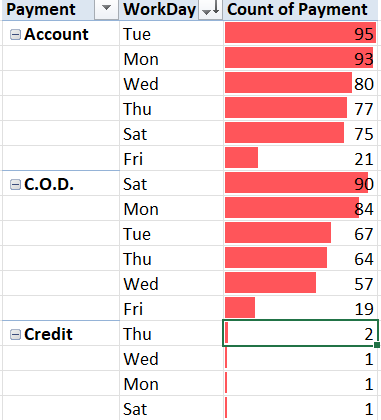 Payment WorkDay Count of Payment
Account Tue 95
Mon 93
Wed 80
Thu 77
Sat 75
Fri 21
C.O.D. Sat 90
Mon 84
Tue 67
Thu 64
Wed 57
Fri 19
Credit Thu 2
Wed 1
Mon 1
Sat 1